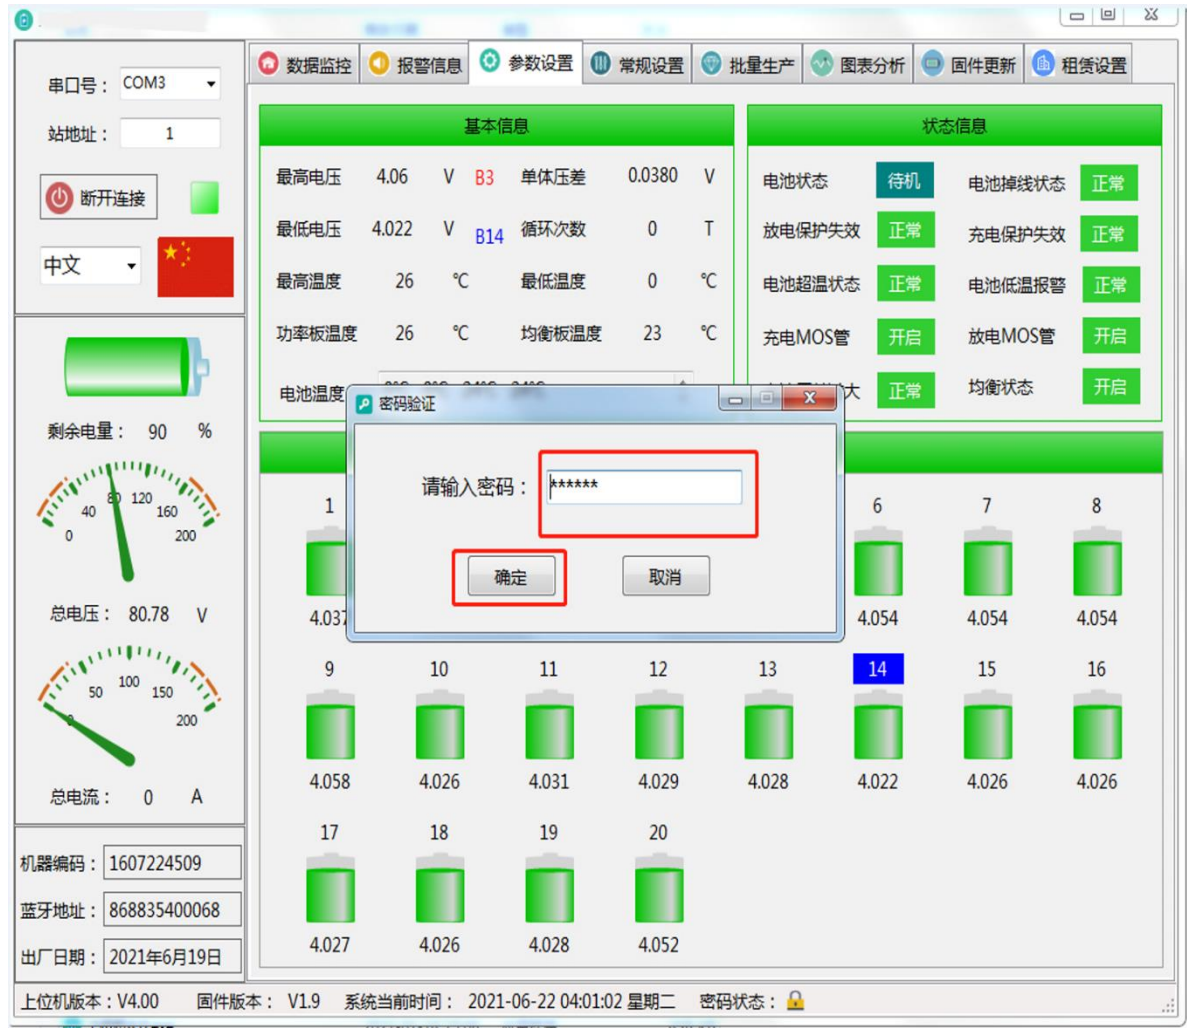 数据监控 报警信息 参数设置 常规设置 批量生产 图表分析 固件更新 租赁设置
串口号： COM3
站地址： 1
断开连接
中文
剩余电量： 90 %
0 40 80 120 160 200
总电压： 80.78 V
50 100 150 200
总电流： 0 A
机器编码： 1607224509
蓝牙地址： 868835400068
出厂日期： 2021年6月19日
基本信息
最高电压 4.06 V B3 单体压差 0.0380 V
最低电压 4.022 V B14 循环次数 0 T
最高温度 26 ℃ 最低温度 0 ℃
功率板温度 26 ℃ 均衡板温度 23 ℃
电池温度
状态信息
电池状态 待机 电池掉线状态 正常
放电保护失效 正常 充电保护失效 正常
电池超温状态 正常 电池低温报警 正常
充电MOS管 开启 放电MOS管 开启
大 正常 均衡状态 开启
密码验证
请输入密码： ******
确定 取消
1 6 7 8
4.037 4.054 4.054 4.054
9 10 11 12 13 14 15 16
4.058 4.026 4.031 4.029 4.028 4.022 4.026 4.026
17 18 19 20
4.027 4.026 4.028 4.052
上位机版本：V4.00 固件版本： V1.9 系统当前时间： 2021-06-22 04:01:02 星期二 密码状态：